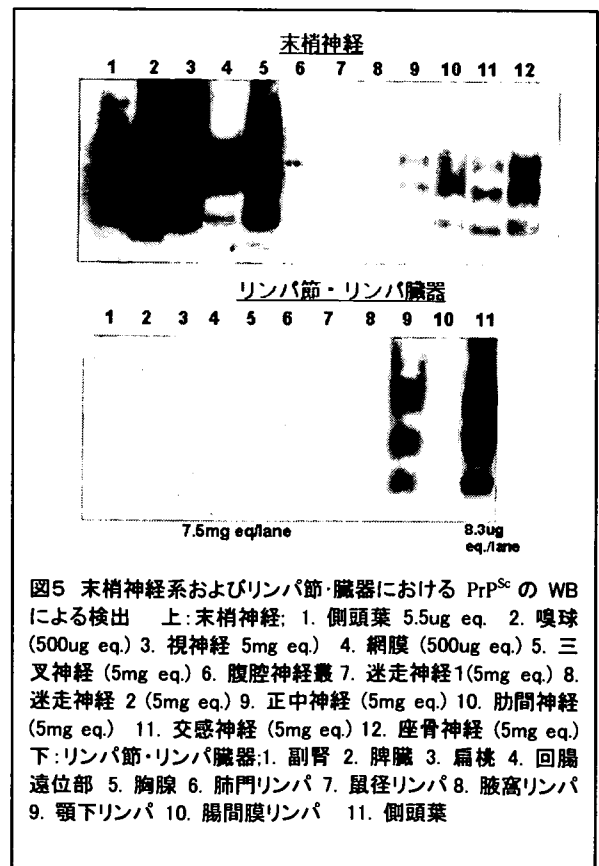 末梢神経
1 2 3 4 5 6 7 8 9 10 11 12
リンパ節・リンパ臓器
1 2 3 4 5 6 7 8 9 10 11
7.5mg eq/lane
8.3ug
eq./lane
図5 末梢神経系およびリンパ節・臓器における PrPSc の WB
による検出 上:末梢神経; 1. 側頭葉 5.5ug eq. 2. 嗅球
(500ug eq.) 3. 視神経 5mg eq.) 4. 網膜 (500ug eq.) 5. 三
叉神経 (5mg eq.) 6. 腹腔神経叢 7. 迷走神経1(5mg eq.) 8.
迷走神経 2 (5mg eq.) 9. 正中神経 (5mg eq.) 10. 肋間神経
(5mg eq.) 11. 交感神経 (5mg eq.) 12. 座骨神経 (5mg eq.)
下:リンパ節・リンパ臓器;1. 副腎 2. 脾臓 3. 扁桃 4. 回腸
遠位部 5. 胸腺 6. 肺門リンパ 7. 鼠径リンパ 8. 腋窩リンパ
9. 顎下リンパ 10. 腸間膜リンパ 11. 側頭葉